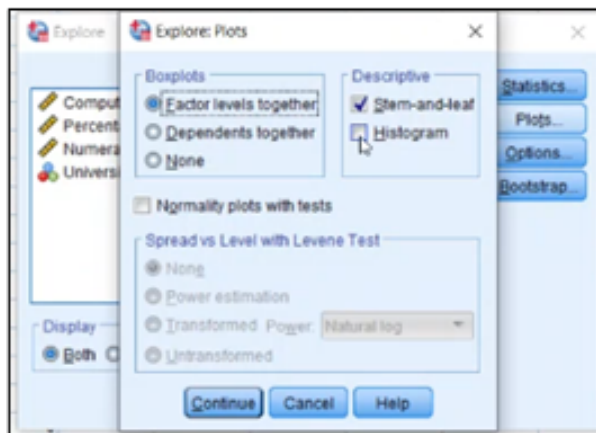 Explore
Explore: Plots
Boxplots
Factor levels together
Dependents together
None
Descriptive
Stem-and-leaf
Histogram
Statistics...
Plots...
Options...
Bootstrap...
Comput
Percent
Numera
Universi
Normality plots with tests
Spread vs Level with Levene Test
None
Power estimation
Transformed Power: Natural log
Untransformed
Display
Both
Continue Cancel Help